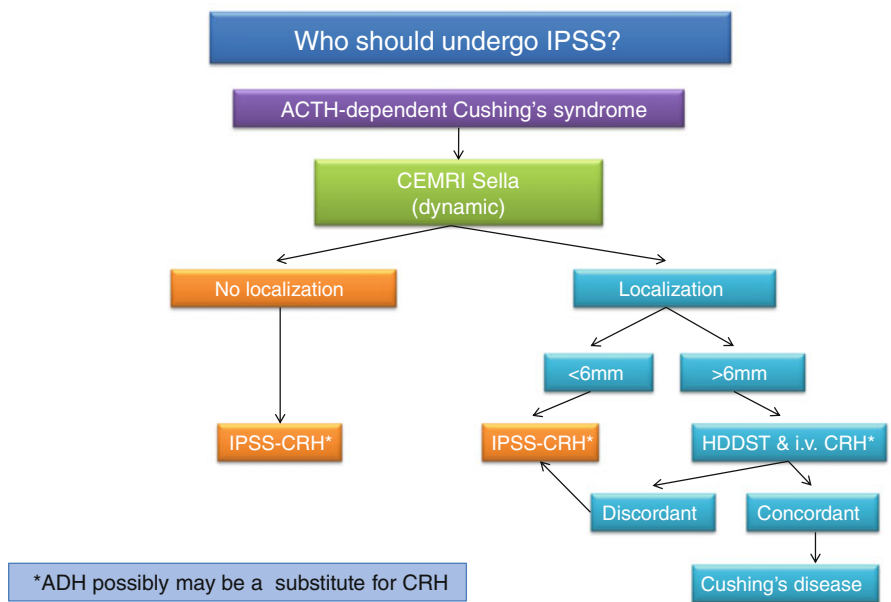 Who should undergo IPSS?
ACTH-dependent Cushing's syndrome
CEMRI Sella
(dynamic)
No localization
Localization
<6mm
>6mm
IPSS-CRH*
IPSS-CRH*
HDDST & i.v. CRH*
Discordant
Concordant
*ADH possibly may be a substitute for CRH
Cushing's disease